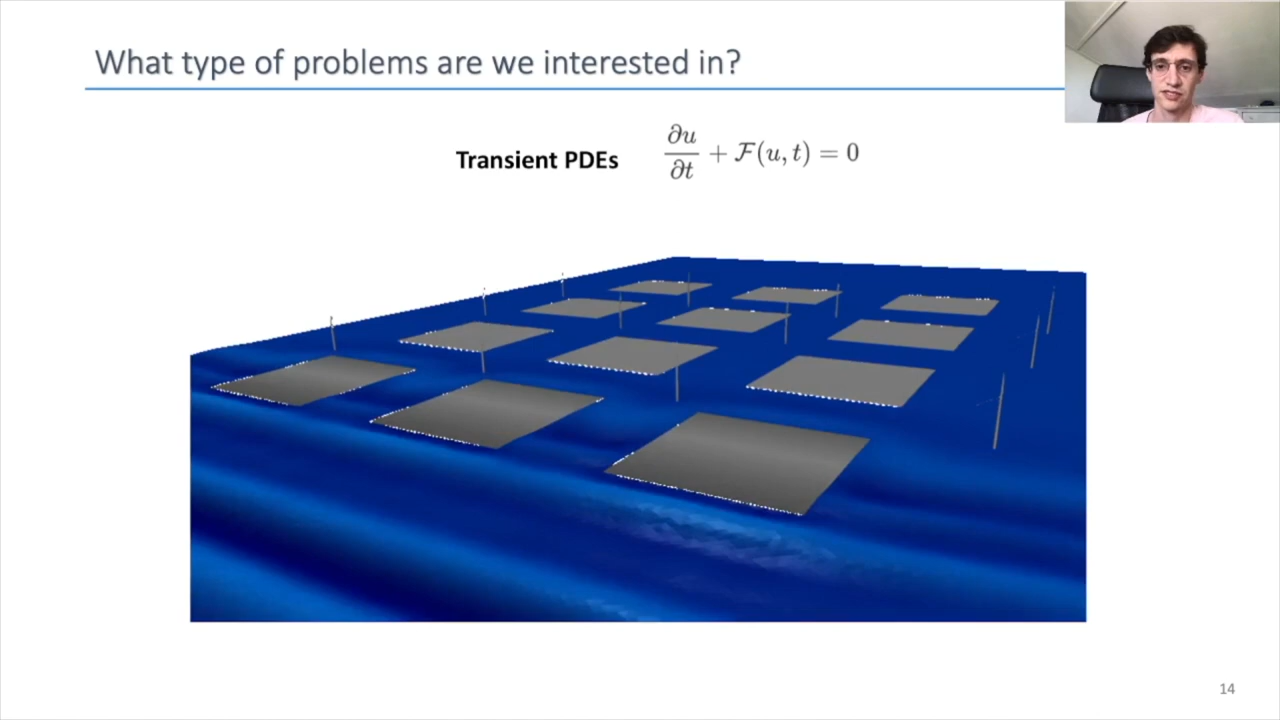 What type of problems are we interested in?
Transient PDEs
∂u/∂t + ℱ(u, t) = 0
14